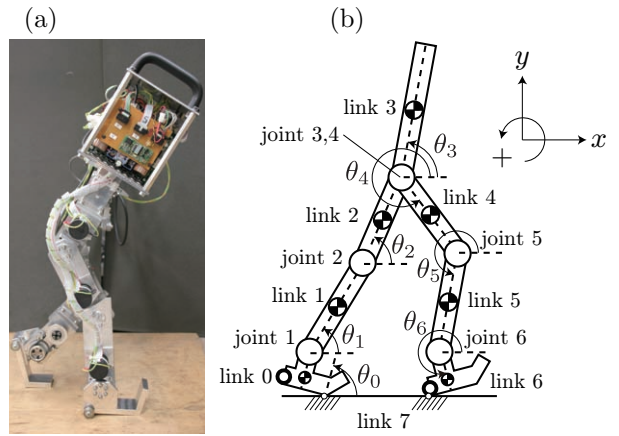 (a)
(b)
y
x
+
link 3
joint 3,4
θ3
θ4
link 4
link 2
θ2
joint 2
joint 5
θ5
link 1
link 5
joint 1
θ1
θ6
joint 6
θ0
link 0
link 6
link 7